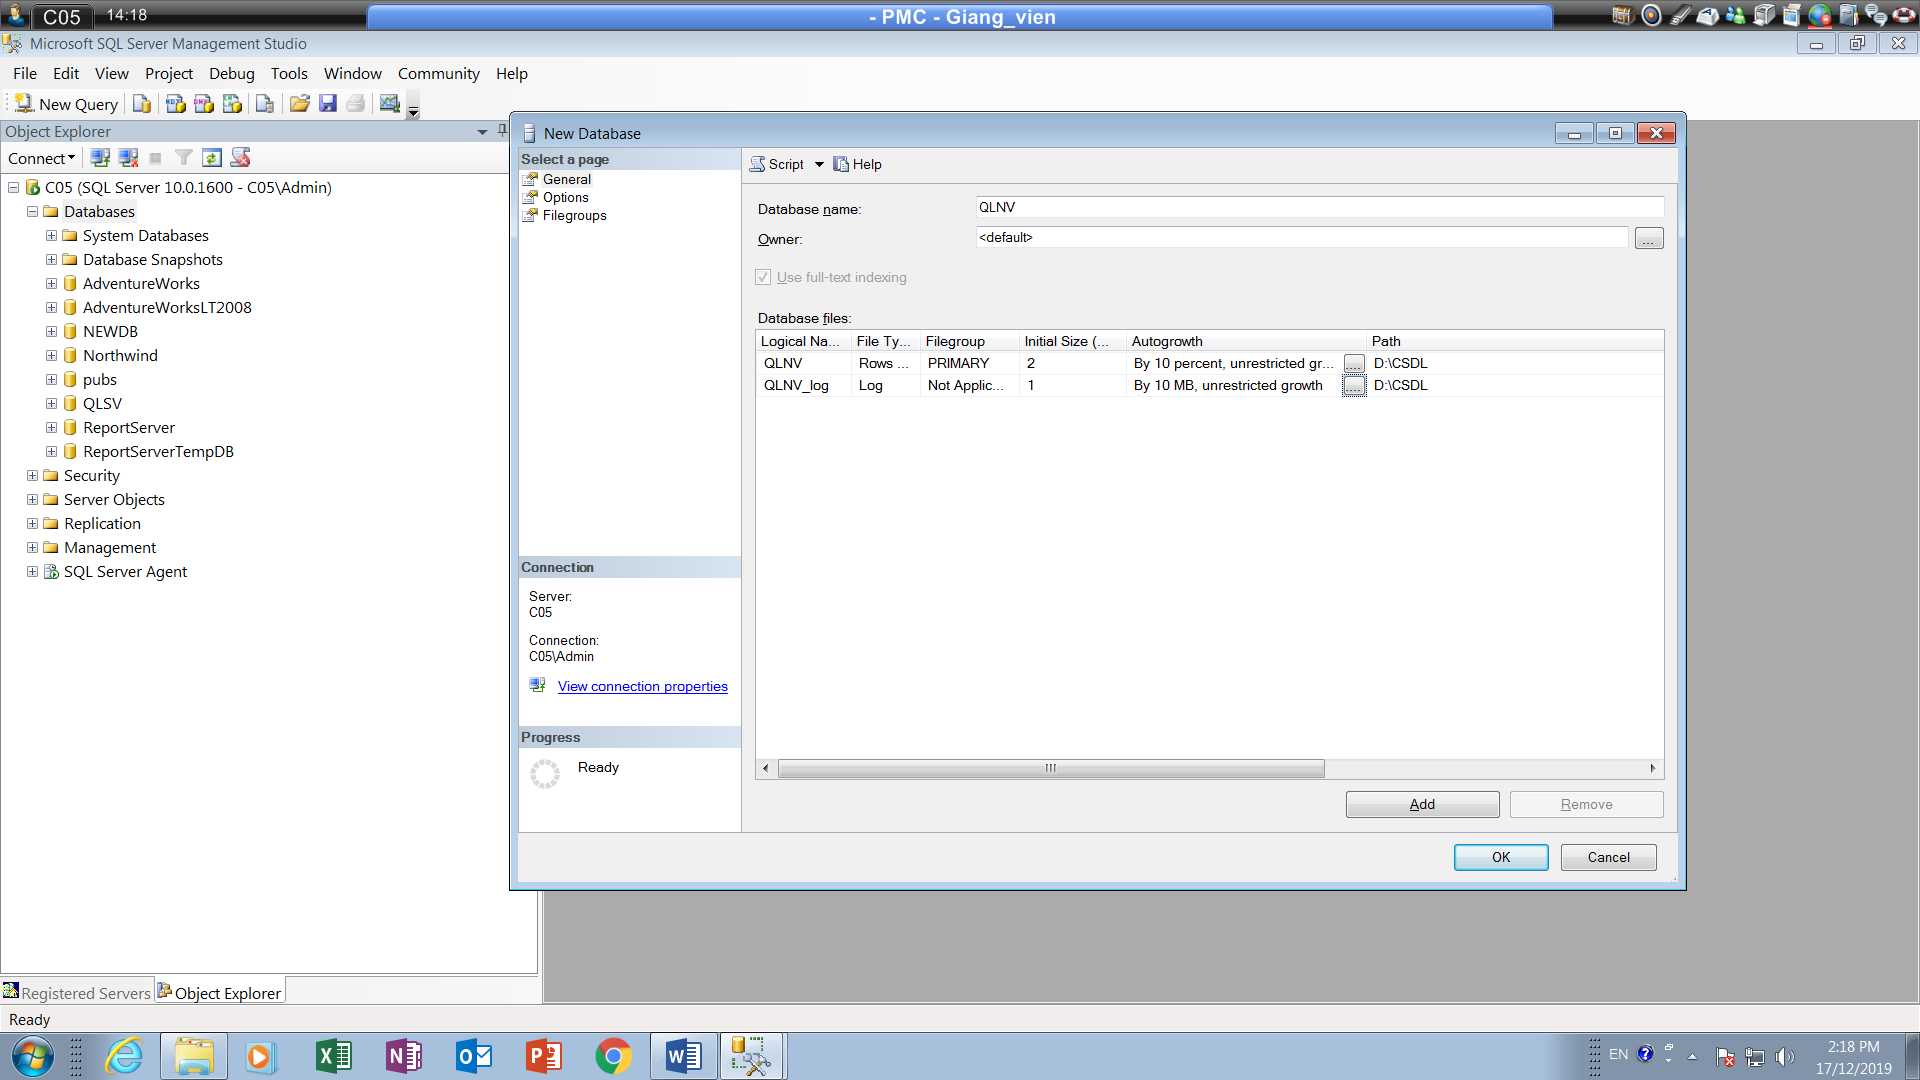 C05
14:18
- PMC - Giang_vien
Microsoft SQL Server Management Studio
File Edit View Project Debug Tools Window Community Help
New Query
Object Explorer
Connect
C05 (SQL Server 10.0.1600 - C05\Admin)
Databases
System Databases
Database Snapshots
AdventureWorks
AdventureWorksLT2008
NEWDB
Northwind
pubs
QLSV
ReportServer
ReportServerTempDB
Security
Server Objects
Replication
Management
SQL Server Agent
Registered Servers
Object Explorer
Ready
New Database
Select a page
General
Options
Filegroups
Connection
Server:
C05
Connection:
C05\Admin
View connection properties
Progress
Ready
Script Help
Database name: QLNV
Owner: <default> ...
Use full-text indexing
Database files:
Logical Na... File Ty... Filegroup Initial Size (... Autogrowth Path
QLNV Rows ... PRIMARY 2 By 10 percent, unrestricted gr... ... D:\CSDL
QLNV_log Log Not Applic... 1 By 10 MB, unrestricted growth ... D:\CSDL
Add Remove
OK Cancel
EN
2:18 PM
17/12/2019